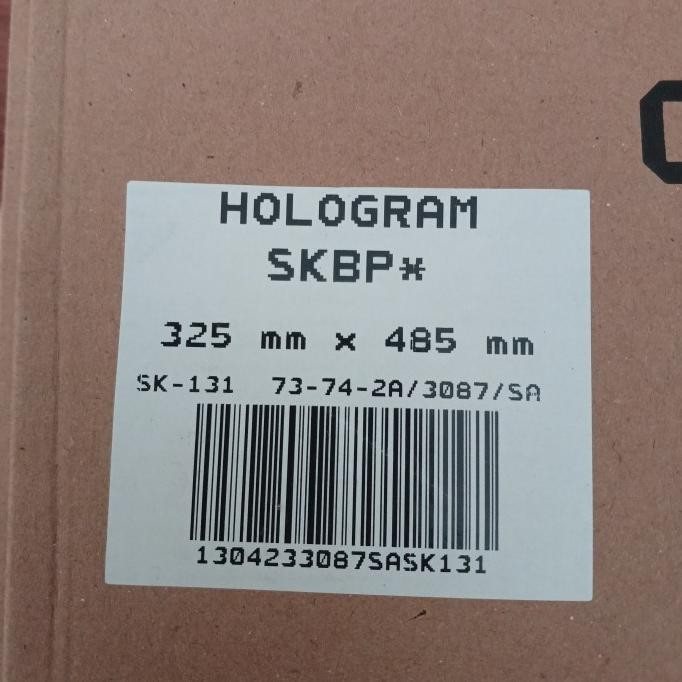 HOLOGRAM
SKBP*
325 mm x 485 mm
SK-131 73-74-2A/3087/SA
1304233087SASK131